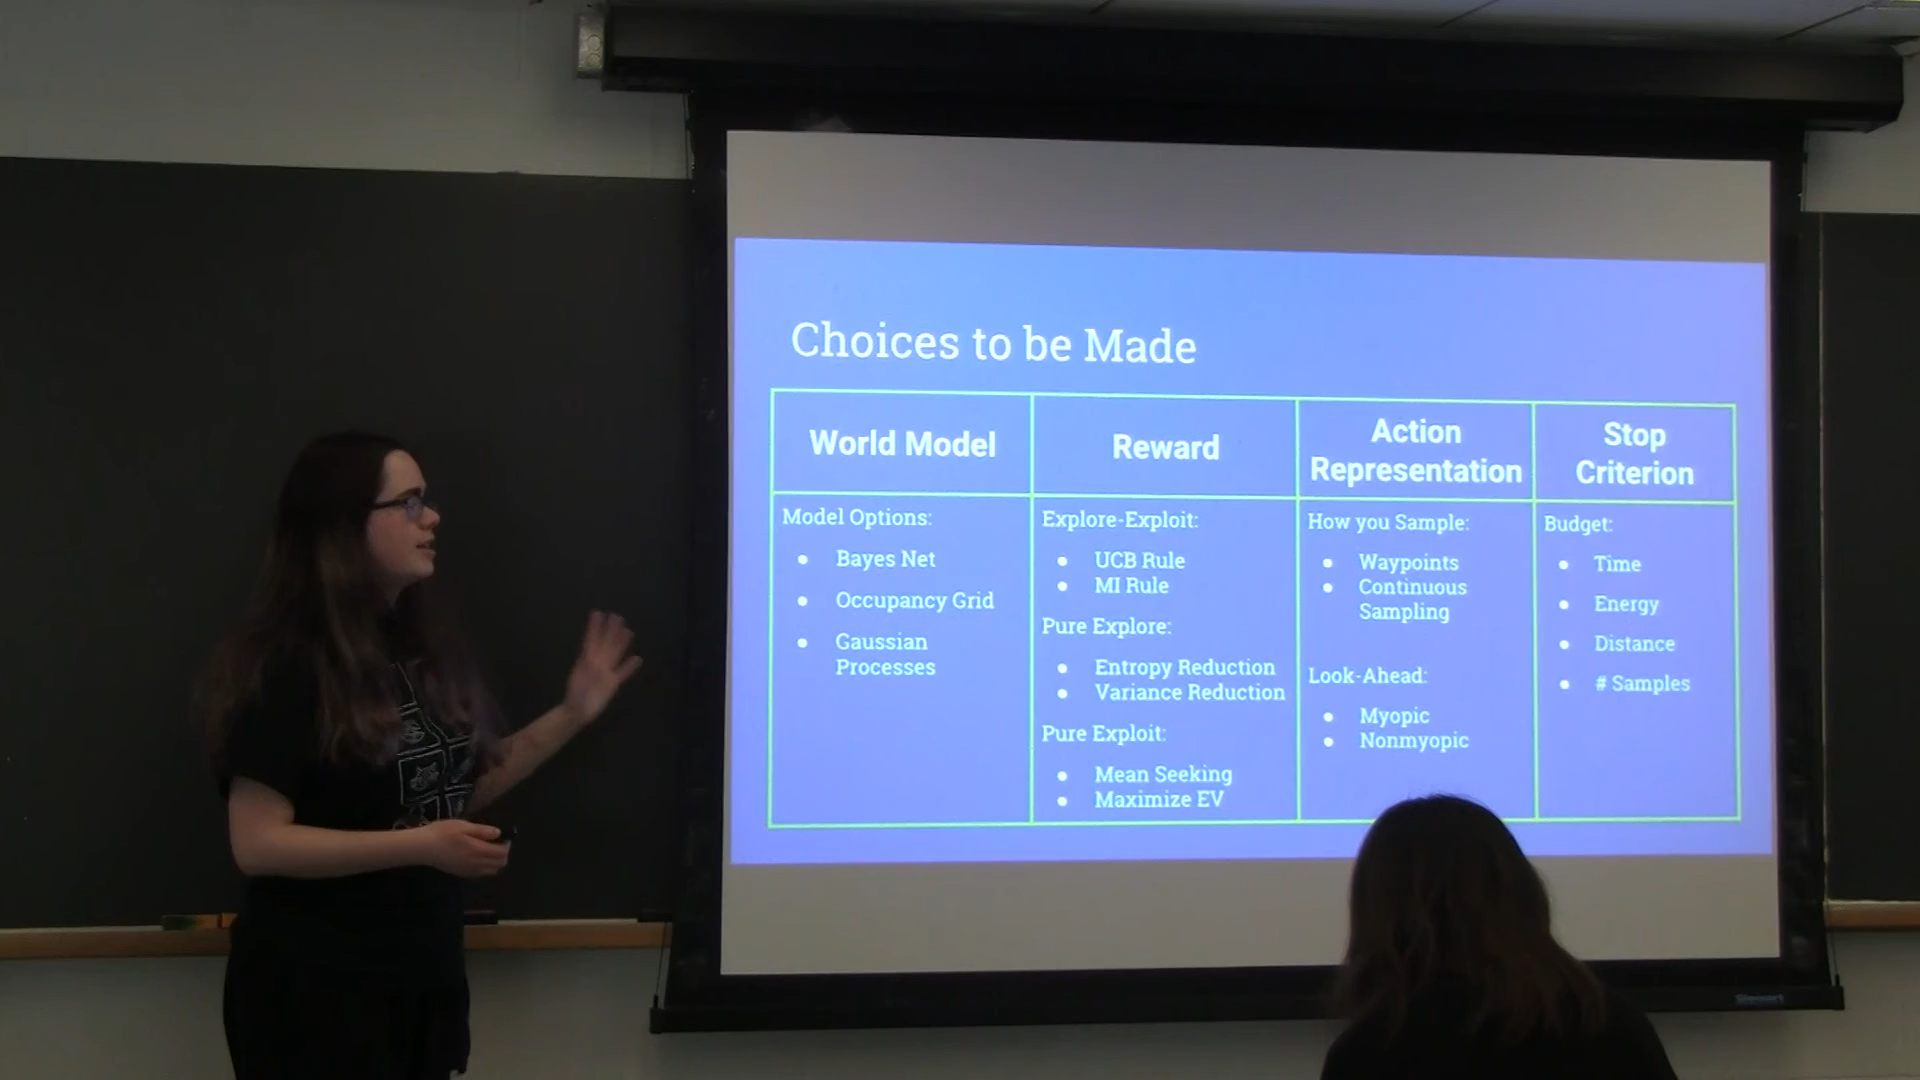 Choices to be Made
World Model
Reward
Action
Representation
Stop
Criterion
Model Options:
Bayes Net
Occupancy Grid
Gaussian
Processes
Explore-Exploit:
UCB Rule
MI Rule
Pure Explore:
Entropy Reduction
Variance Reduction
Pure Exploit:
Mean Seeking
Maximize EV
How you Sample:
Waypoints
Continuous
Sampling
Look-Ahead:
Myopic
Nonmyopic
Budget:
Time
Energy
Distance
# Samples
Stewart